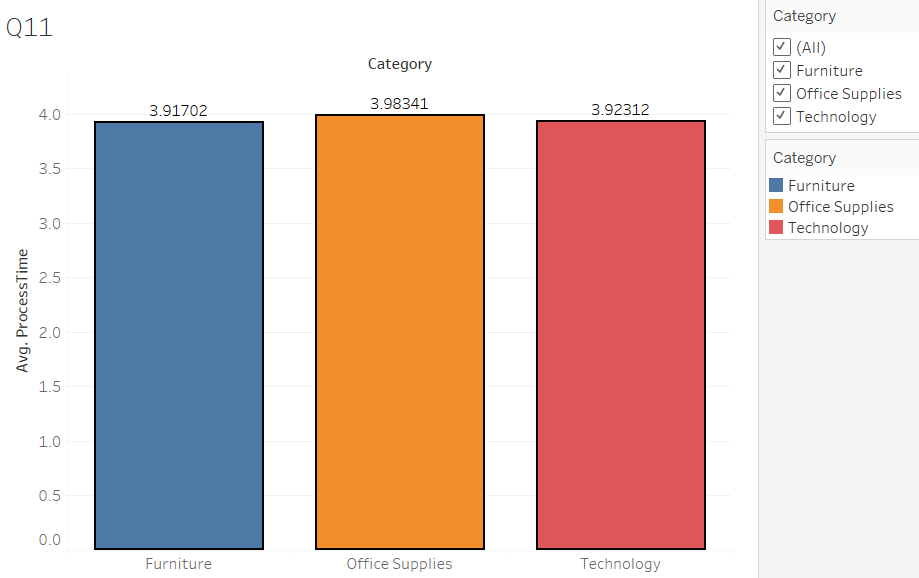 Q11
Category
3.91702
3.98341
3.92312
4.0
3.5
3.0
2.5
2.0
1.5
1.0
0.5
0.0
Avg. ProcessTime
Furniture
Office Supplies
Technology
Category
(All)
Furniture
Office Supplies
Technology
Category
Furniture
Office Supplies
Technology